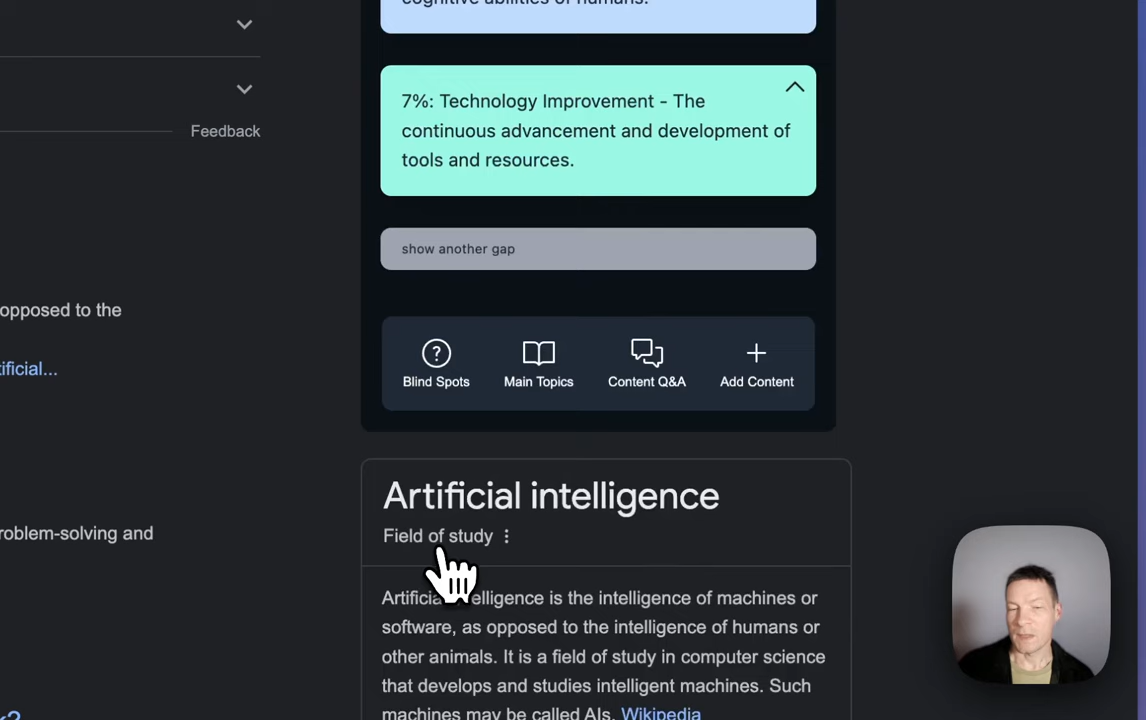 cognitive abilities of humans.
7%: Technology Improvement - The
continuous advancement and development of
tools and resources.
Feedback
show another gap
opposed to the
Blind Spots
Main Topics
Content Q&A
Add Content
tificial...
Artificial intelligence
Field of study
roblem-solving and
Artificial intelligence is the intelligence of machines or
software, as opposed to the intelligence of humans or
other animals. It is a field of study in computer science
that develops and studies intelligent machines. Such
machines may be called AIs. Wikipedia